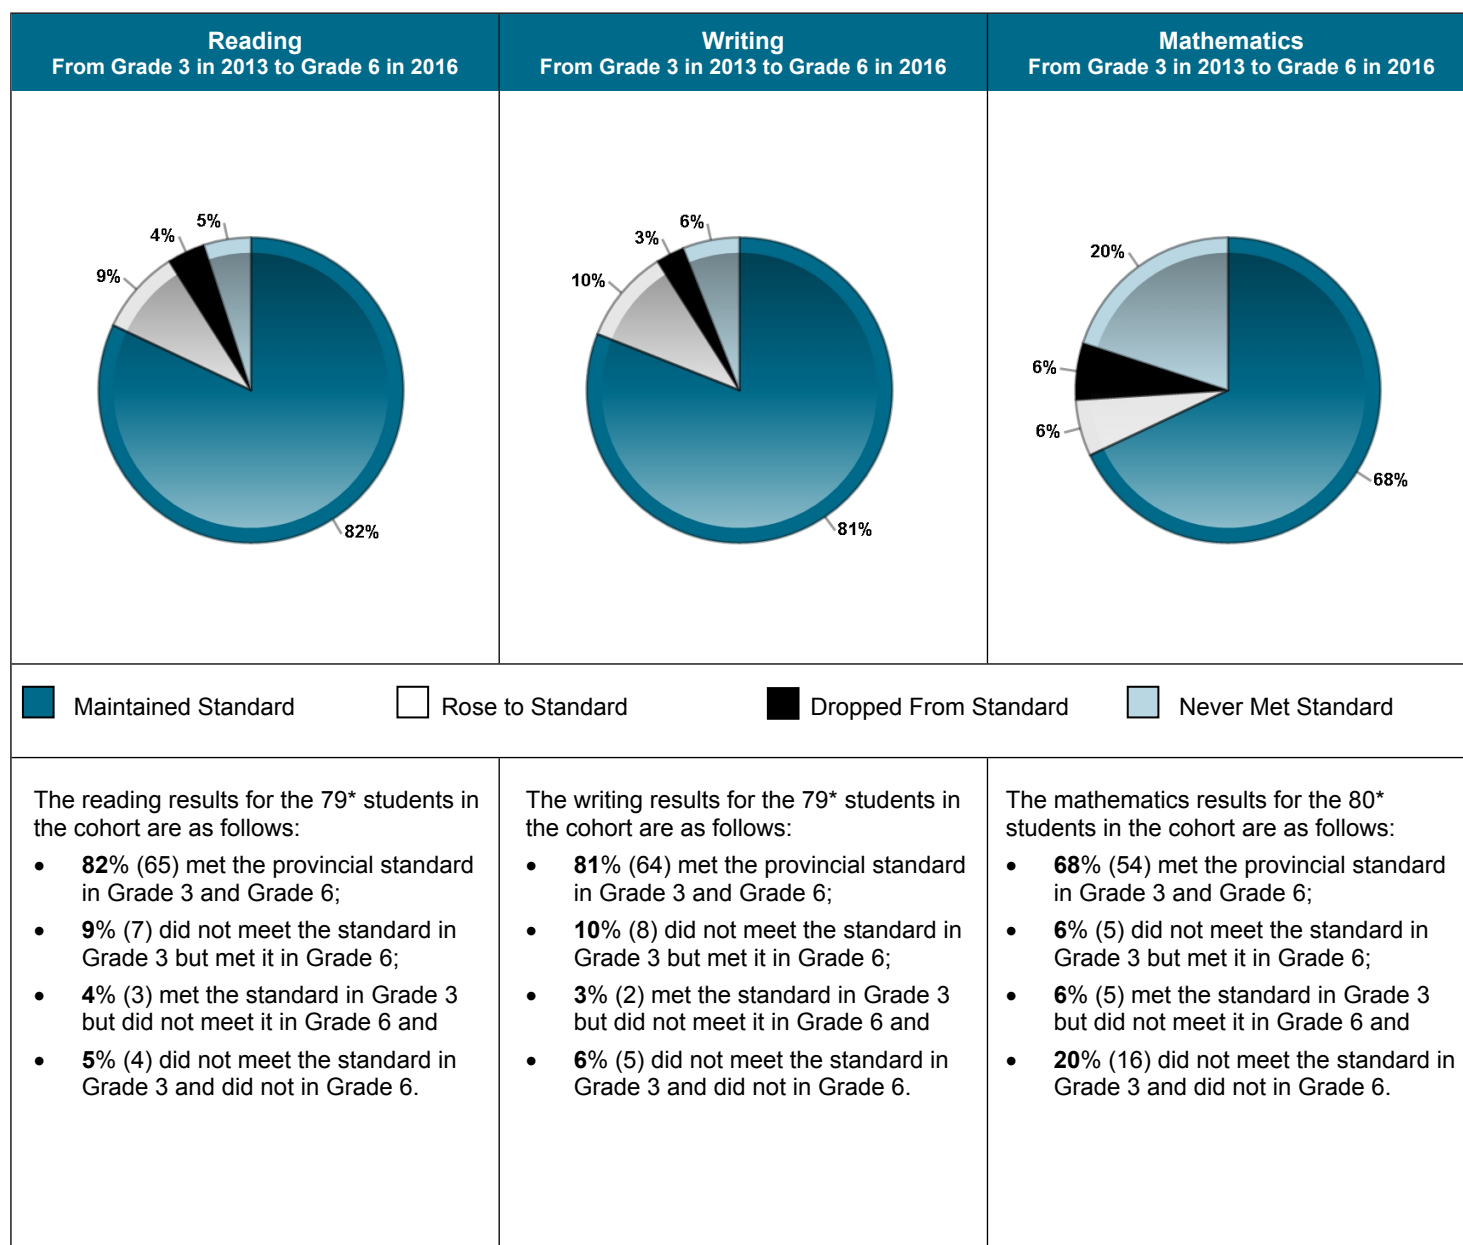 Reading
From Grade 3 in 2013 to Grade 6 in 2016
Writing
From Grade 3 in 2013 to Grade 6 in 2016
Mathematics
From Grade 3 in 2013 to Grade 6 in 2016
5%
4%
9%
82%
6%
3%
10%
81%
20%
6%
6%
68%
Maintained Standard
Rose to Standard
Dropped From Standard
Never Met Standard
The reading results for the 79* students in
the cohort are as follows:
• 82% (65) met the provincial standard
in Grade 3 and Grade 6;
• 9% (7) did not meet the standard in
Grade 3 but met it in Grade 6;
• 4% (3) met the standard in Grade 3
but did not meet it in Grade 6 and
• 5% (4) did not meet the standard in
Grade 3 and did not in Grade 6.
The writing results for the 79* students in
the cohort are as follows:
• 81% (64) met the provincial standard
in Grade 3 and Grade 6;
• 10% (8) did not meet the standard in
Grade 3 but met it in Grade 6;
• 3% (2) met the standard in Grade 3
but did not meet it in Grade 6 and
• 6% (5) did not meet the standard in
Grade 3 and did not in Grade 6.
The mathematics results for the 80*
students in the cohort are as follows:
• 68% (54) met the provincial standard
in Grade 3 and Grade 6;
• 6% (5) did not meet the standard in
Grade 3 but met it in Grade 6;
• 6% (5) met the standard in Grade 3
but did not meet it in Grade 6 and
• 20% (16) did not meet the standard in
Grade 3 and did not in Grade 6.